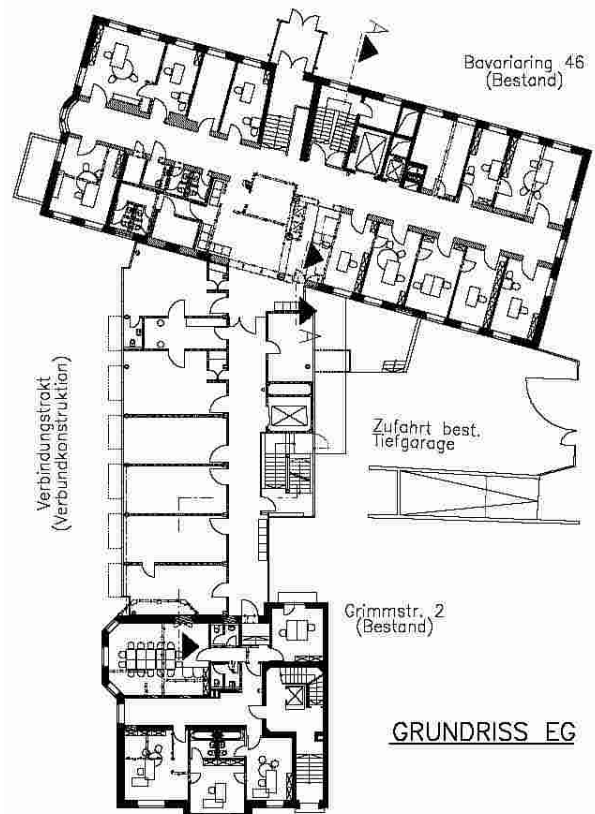 A
Bavariaring 46
(Bestand)
A
Verbindungstrakt
(Verbundkonstruktion)
Zufahrt best.
Tiefgarage
Grimmstr. 2
(Bestand)
GRUNDRISS EG